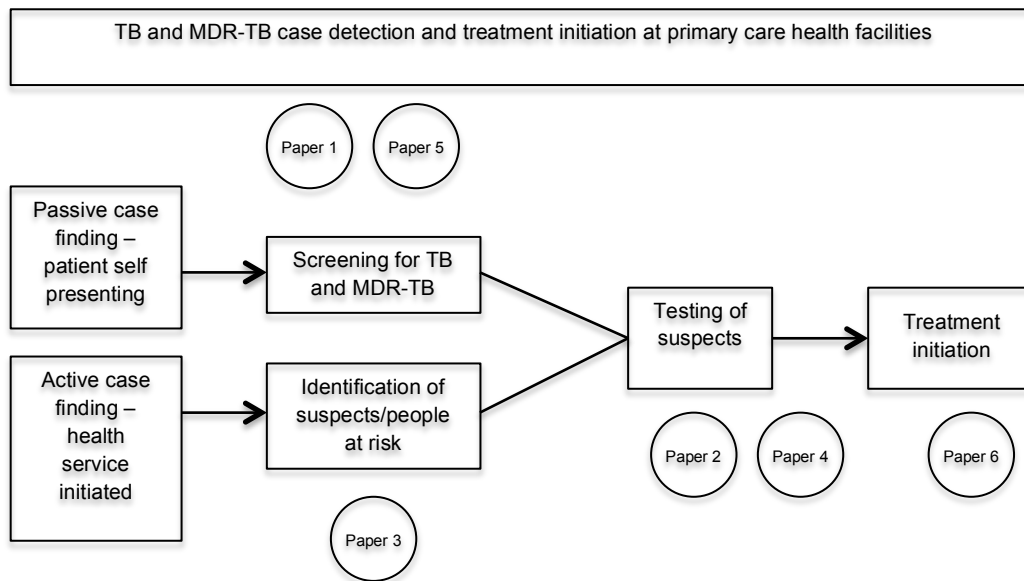 TB and MDR-TB case detection and treatment initiation at primary care health facilities
Paper 1
Paper 5
Passive case
finding –
patient self
presenting
Screening for TB
and MDR-TB
Testing of
suspects
Treatment
initiation
Active case
finding –
health
service
initiated
Identification of
suspects/people
at risk
Paper 2
Paper 4
Paper 6
Paper 3